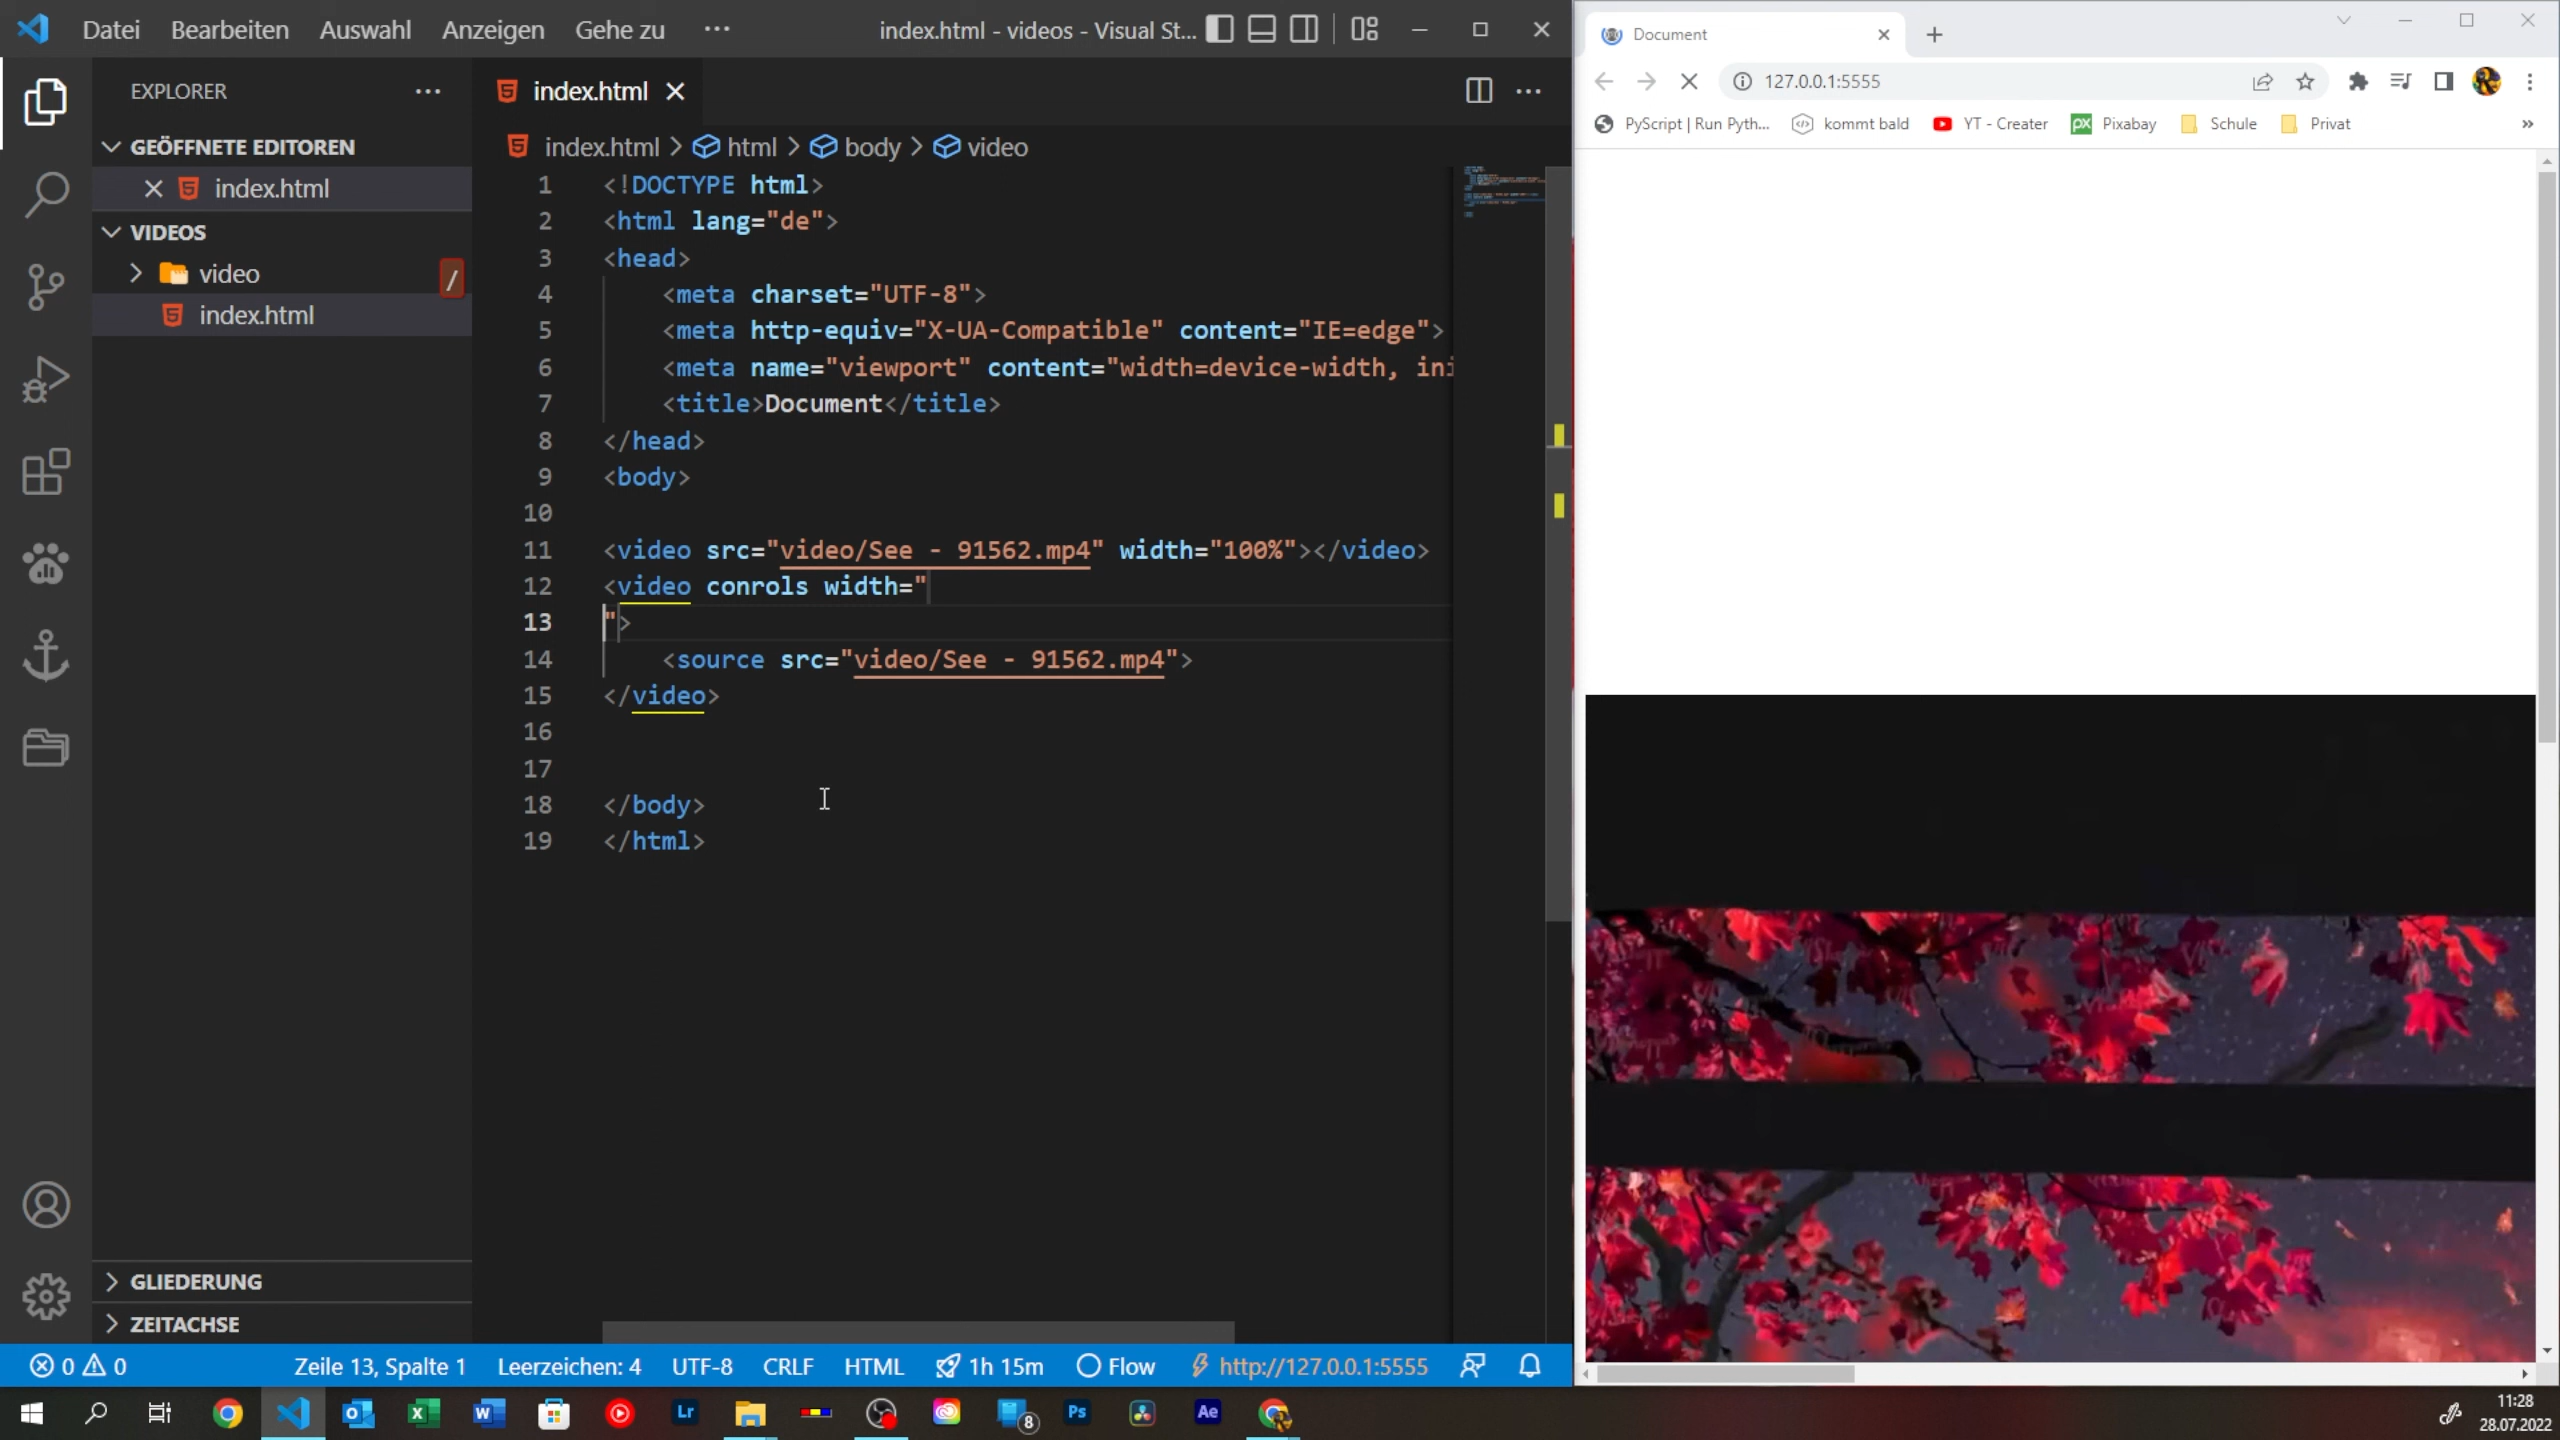 Datei Bearbeiten Auswahl Anzeigen Gehe zu ··· index.html - videos - Visual St...
EXPLORER ···
GEÖFFNETE EDITOREN
index.html
VIDEOS
video /
index.html
GLIEDERUNG
ZEITACHSE
index.html
index.html > html > body > video
1 <!DOCTYPE html>
2 <html lang="de">
3 <head>
4 <meta charset="UTF-8">
5 <meta http-equiv="X-UA-Compatible" content="IE=edge">
6 <meta name="viewport" content="width=device-width, ini
7 <title>Document</title>
8 </head>
9 <body>
10
11 <video src="video/See - 91562.mp4" width="100%"></video>
12 <video conrols width="
13 ">
14 <source src="video/See - 91562.mp4">
15 </video>
16
17
18 </body>
19 </html>
0 0 Zeile 13, Spalte 1 Leerzeichen: 4 UTF-8 CRLF HTML 1h 15m Flow http://127.0.0.1:5555
Document
127.0.0.1:5555
PyScript | Run Pyth... kommt bald YT - Creater px Pixabay Schule Privat »
Lr 8 Ps Ae
11:28
28.07.2022